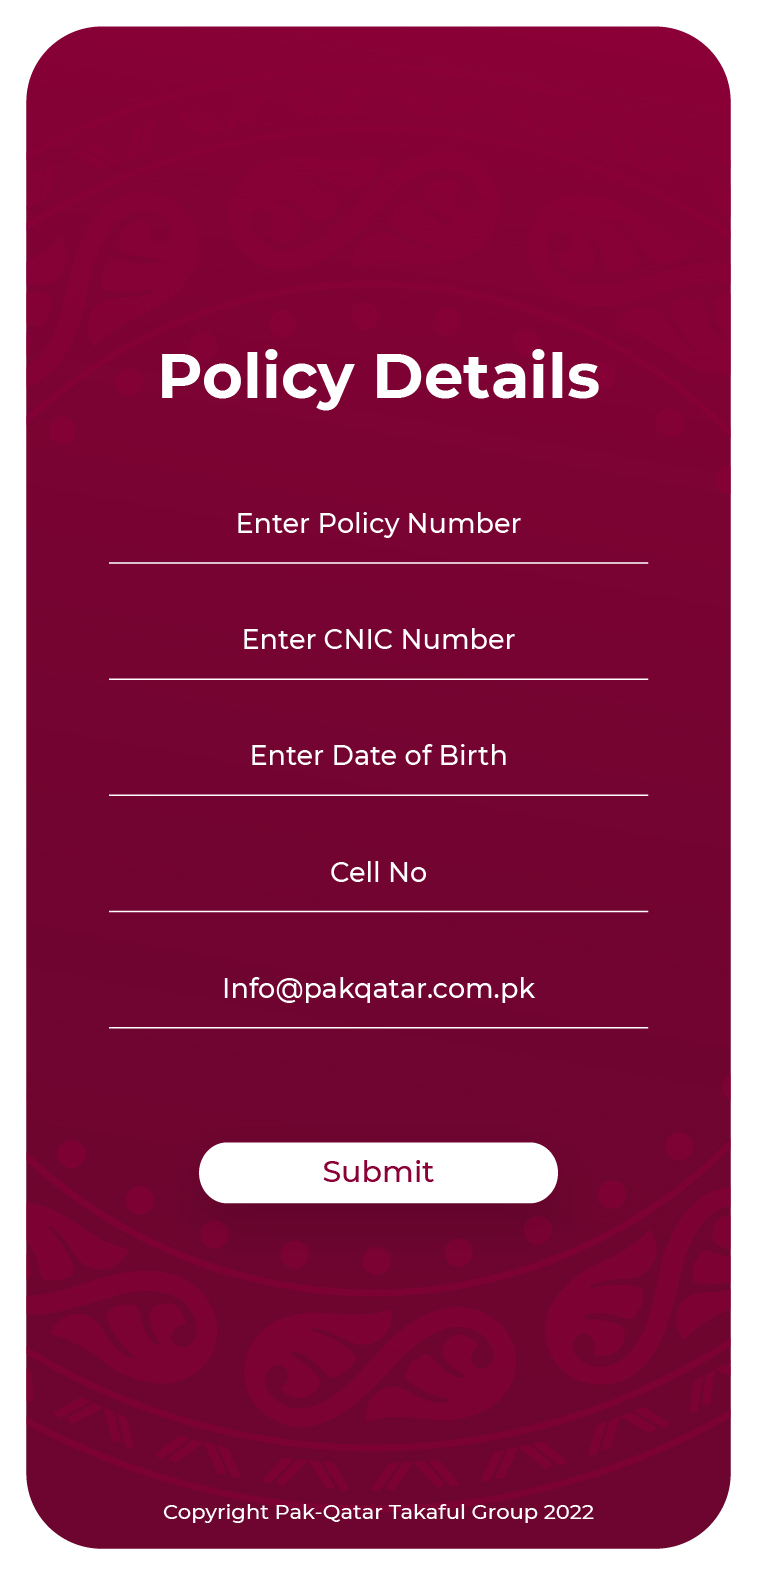 Policy Details
Enter Policy Number
Enter CNIC Number
Enter Date of Birth
Cell No
Info@pakqatar.com.pk
Submit
Copyright Pak-Qatar Takaful Group 2022